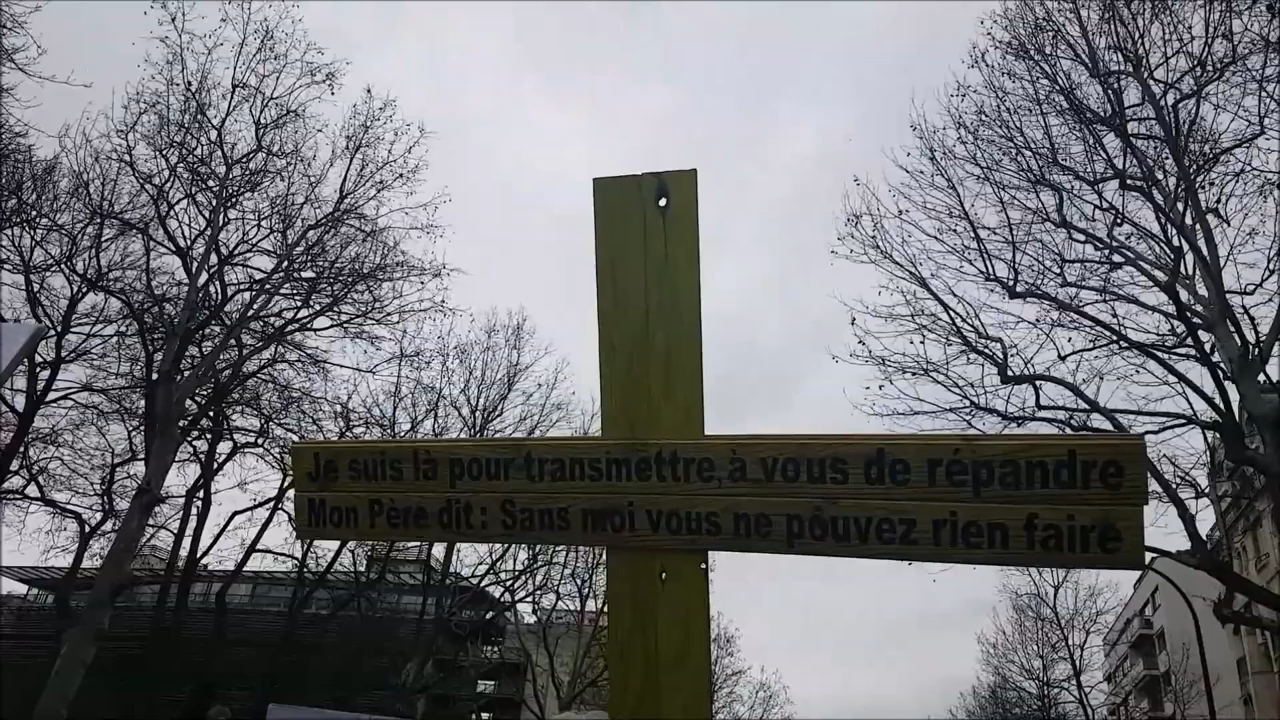 Je suis là pour transmettre, à vous de répandre
Mon Père dit : Sans moi vous ne pouvez rien faire